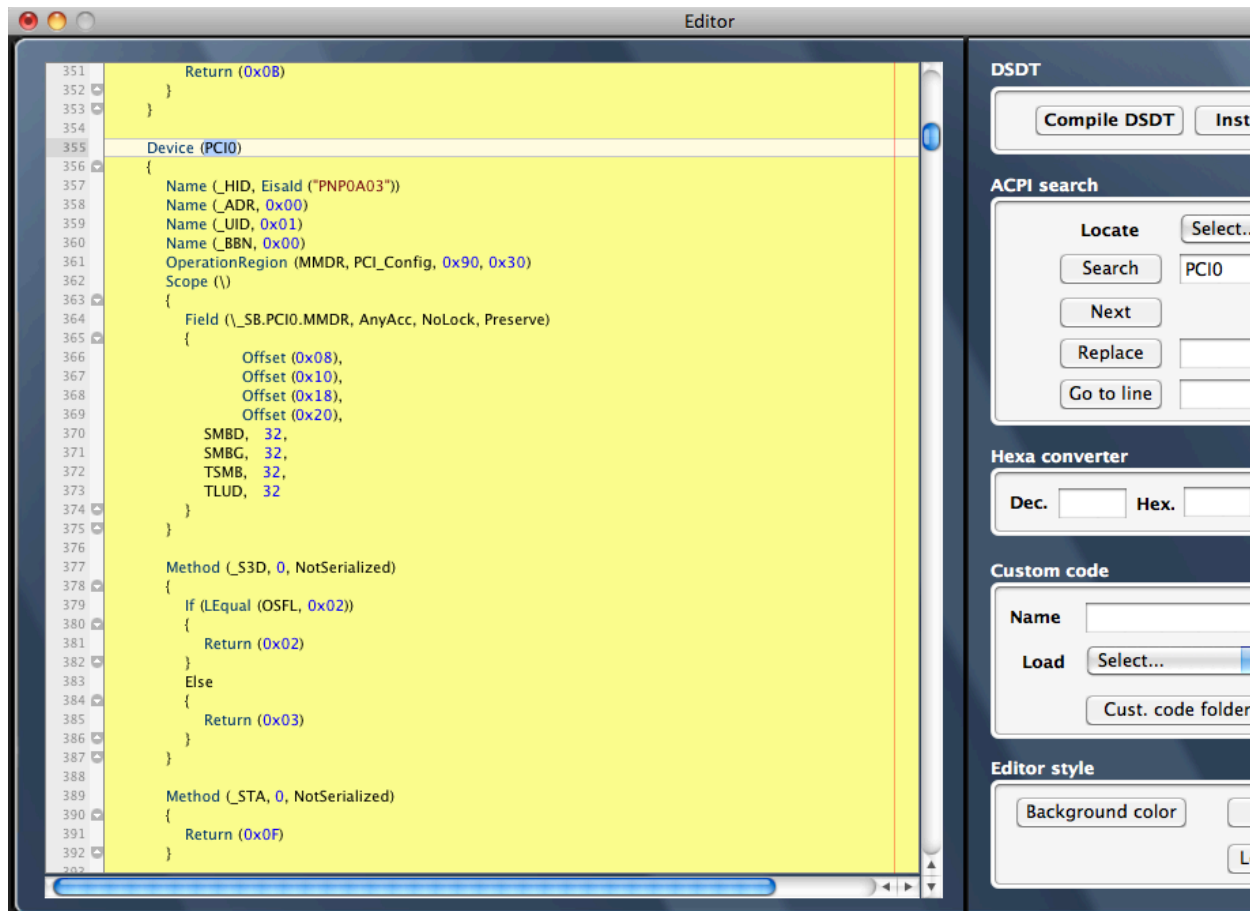 Editor
351 Return (0x0B)
352 }
353 }
354
355 Device (PCI0)
356 {
357 Name (_HID, EisaId ("PNP0A03"))
358 Name (_ADR, 0x00)
359 Name (_UID, 0x01)
360 Name (_BBN, 0x00)
361 OperationRegion (MMDR, PCI_Config, 0x90, 0x30)
362 Scope (\)
363 {
364 Field (\_SB.PCI0.MMDR, AnyAcc, NoLock, Preserve)
365 {
366 Offset (0x08),
367 Offset (0x10),
368 Offset (0x18),
369 Offset (0x20),
370 SMBD, 32,
371 SMBG, 32,
372 TSMB, 32,
373 TLUD, 32
374 }
375 }
376
377 Method (_S3D, 0, NotSerialized)
378 {
379 If (LEqual (OSFL, 0x02))
380 {
381 Return (0x02)
382 }
383 Else
384 {
385 Return (0x03)
386 }
387 }
388
389 Method (_STA, 0, NotSerialized)
390 {
391 Return (0x0F)
392 }
DSDT
Compile DSDT Inst
ACPI search
Locate Select...
Search PCI0
Next
Replace
Go to line
Hexa converter
Dec. Hex.
Custom code
Name
Load Select...
Cust. code folder
Editor style
Background color
L